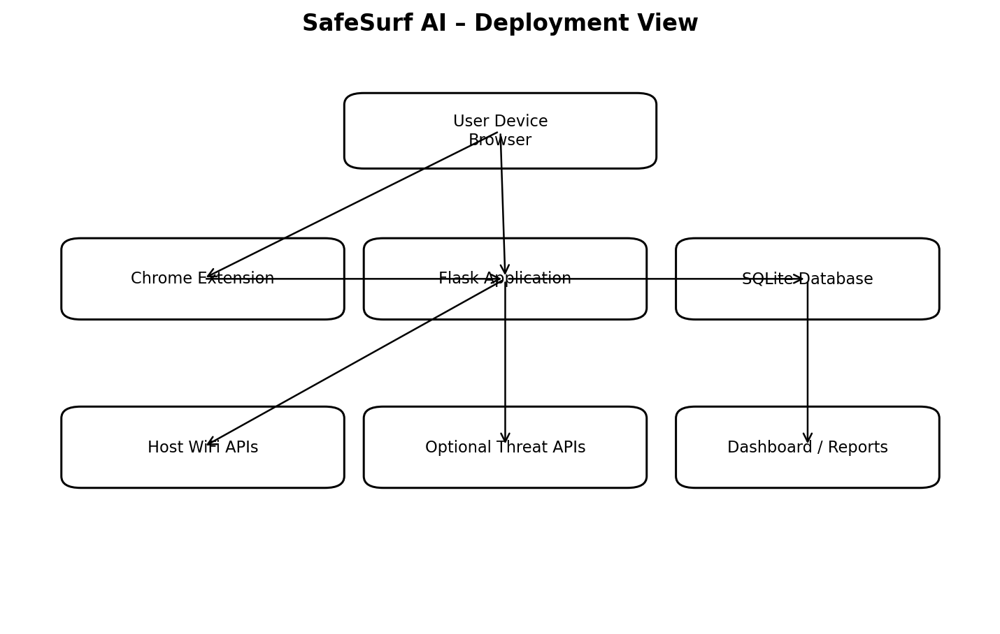 SafeSurf AI – Deployment View
User Device
Browser
Chrome Extension
Flask Application
SQLite Database
Host WiFi APIs
Optional Threat APIs
Dashboard / Reports